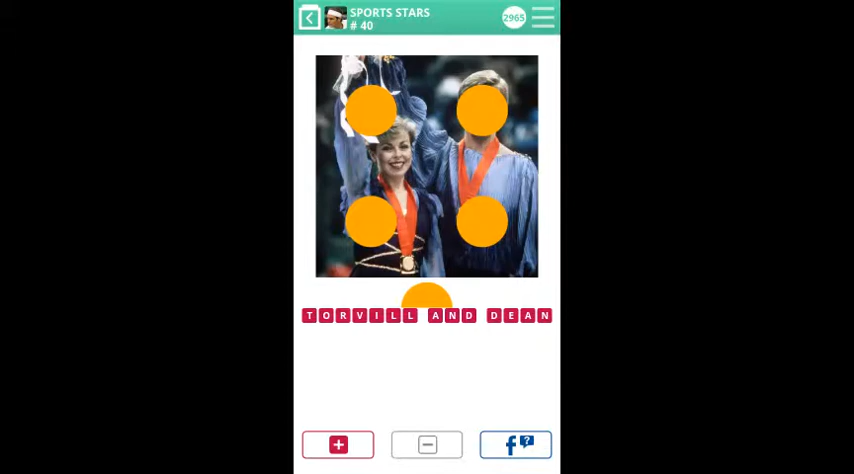 SPORTS STARS
# 40
2965
TORVILL AND DEAN
+
−
f ?